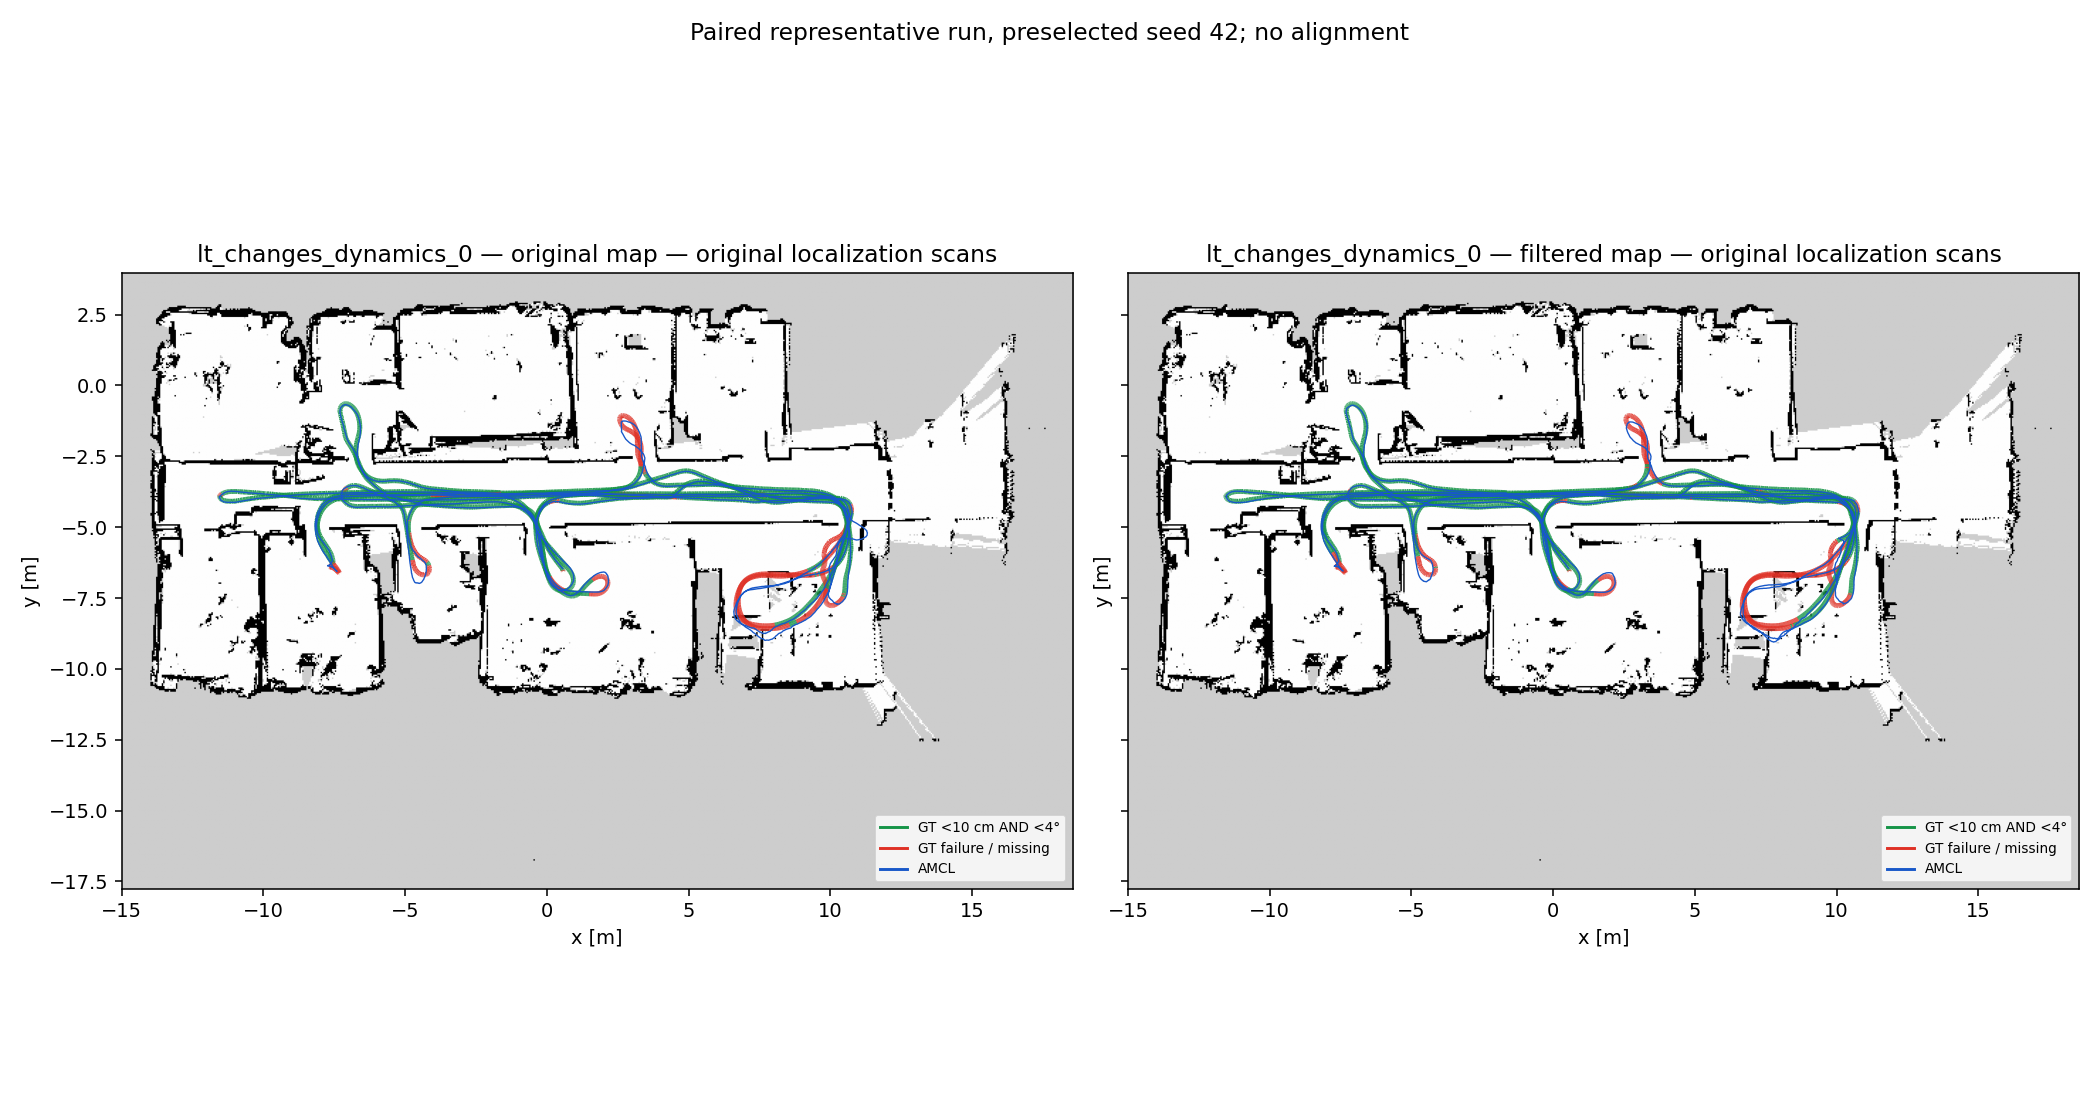 Paired representative run, preselected seed 42; no alignment
lt_changes_dynamics_0 — original map — original localization scans
2.5
0.0
−2.5
−5.0
−7.5
−10.0
−12.5
−15.0
−17.5
y [m]
−15
−10
−5
0
5
10
15
x [m]
GT <10 cm AND <4°
GT failure / missing
AMCL
lt_changes_dynamics_0 — filtered map — original localization scans
y [m]
−15
−10
−5
0
5
10
15
x [m]
GT <10 cm AND <4°
GT failure / missing
AMCL